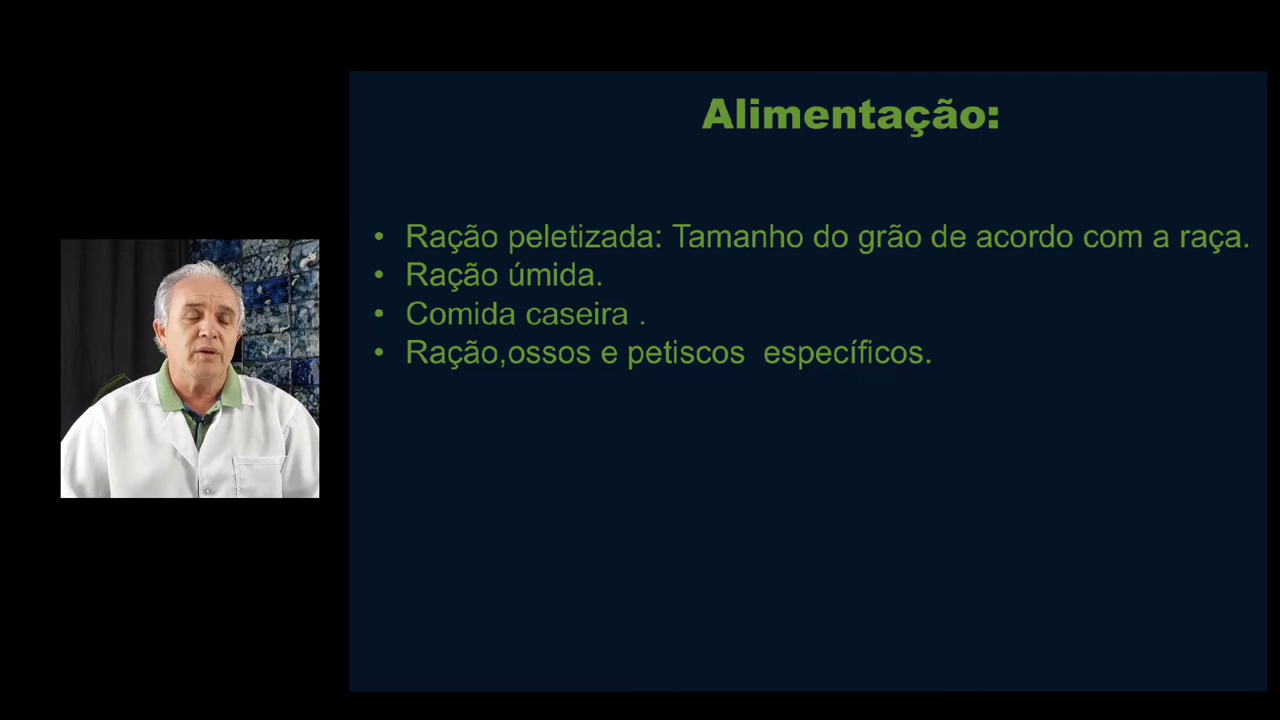 Alimentação:
• Ração peletizada: Tamanho do grão de acordo com a raça.
• Ração úmida.
• Comida caseira .
• Ração,ossos e petiscos  específicos.